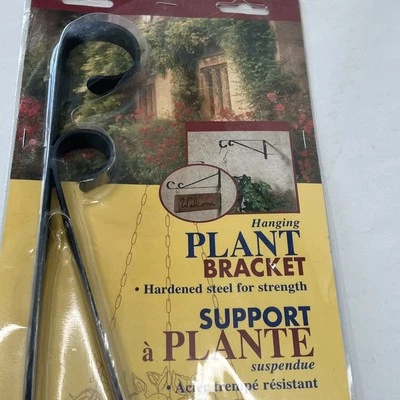 Hanging
PLANT
BRACKET
• Hardened steel for strength
SUPPORT
à PLANTE
suspendue
• Acier trempé résistant